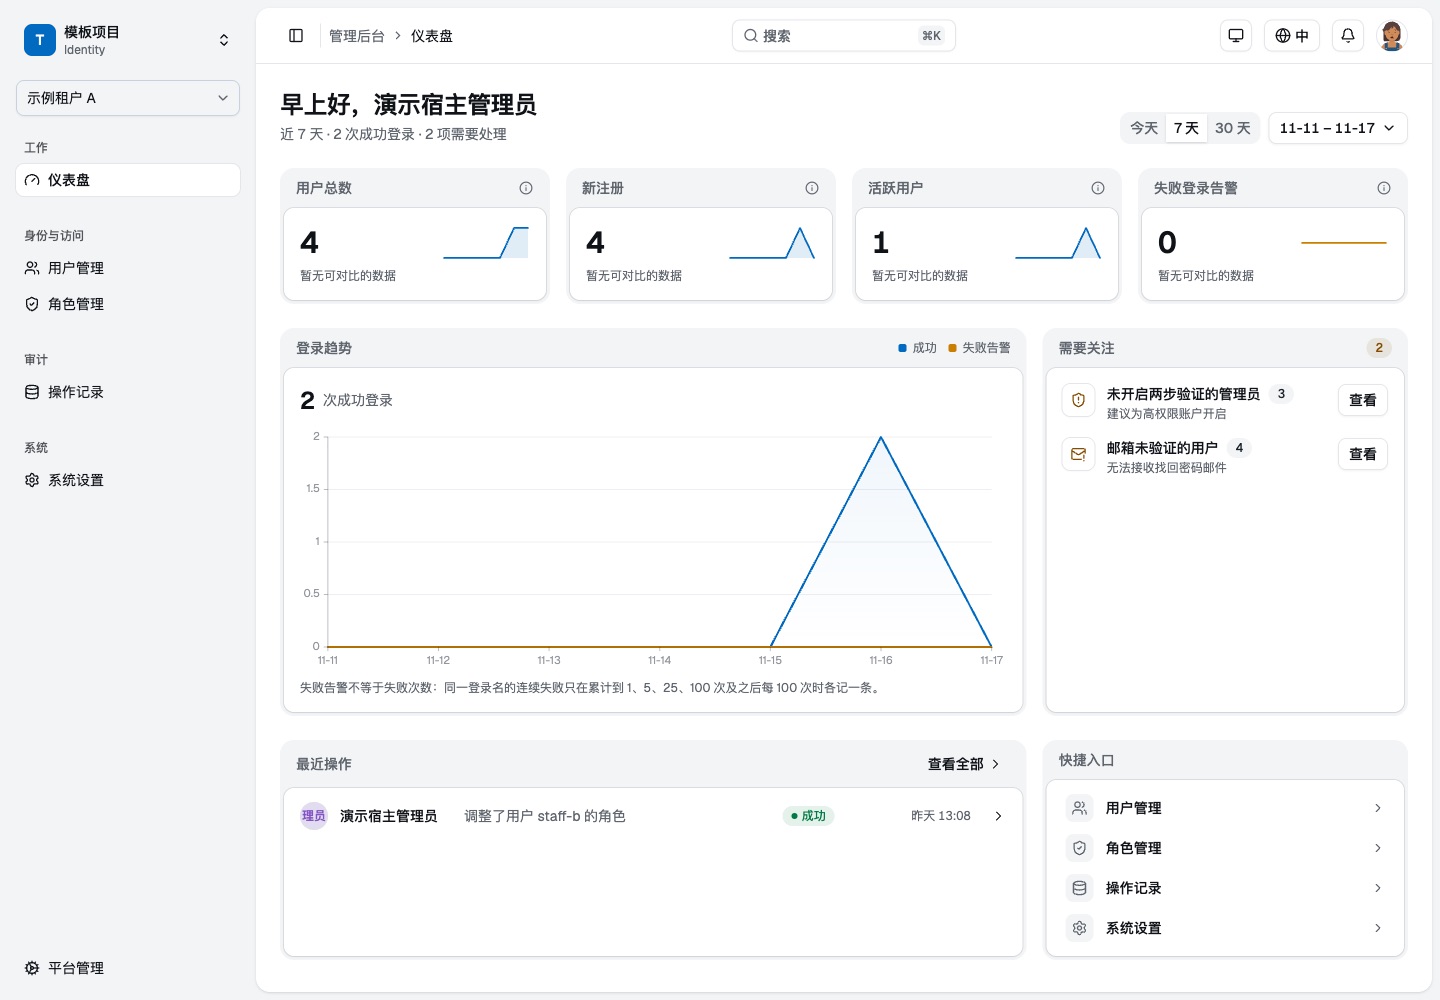 T
模板项目
Identity
示例租户 A
工作
仪表盘
身份与访问
用户管理
角色管理
审计
操作记录
系统
系统设置
平台管理
管理后台
仪表盘
搜索
⌘K
中
早上好，演示宿主管理员
近 7 天 · 2 次成功登录 · 2 项需要处理
今天
7 天
30 天
11-11 – 11-17
用户总数
4
暂无可对比的数据
新注册
4
暂无可对比的数据
活跃用户
1
暂无可对比的数据
失败登录告警
0
暂无可对比的数据
登录趋势
成功
失败告警
2 次成功登录
2
1.5
1
0.5
0
11-11
11-12
11-13
11-14
11-15
11-16
11-17
失败告警不等于失败次数：同一登录名的连续失败只在累计到 1、5、25、100 次及之后每 100 次时各记一条。
需要关注
2
未开启两步验证的管理员 3
建议为高权限账户开启
查看
邮箱未验证的用户 4
无法接收找回密码邮件
查看
最近操作
查看全部
理员
演示宿主管理员
调整了用户 staff-b 的角色
成功
昨天 13:08
快捷入口
用户管理
角色管理
操作记录
系统设置